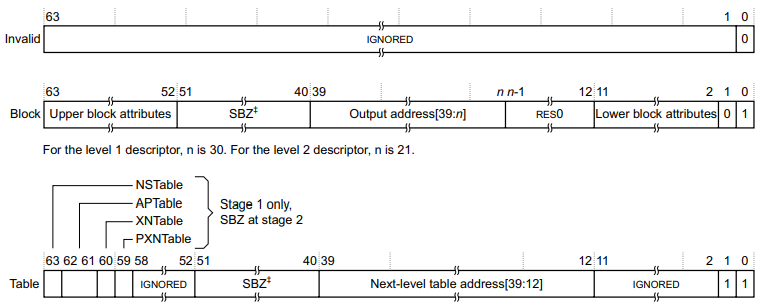 63 1 0
Invalid IGNORED 0
63 52 51 40 39 n n-1 12 11 2 1 0
Block Upper block attributes SBZ‡ Output address[39:n] RES0 Lower block attributes 0 1
For the level 1 descriptor, n is 30. For the level 2 descriptor, n is 21.
NSTable
APTable
XNTable
PXNTable
Stage 1 only,
SBZ at stage 2
63 62 61 60 59 58 52 51 40 39 12 11 2 1 0
Table IGNORED SBZ‡ Next-level table address[39:12] IGNORED 1 1